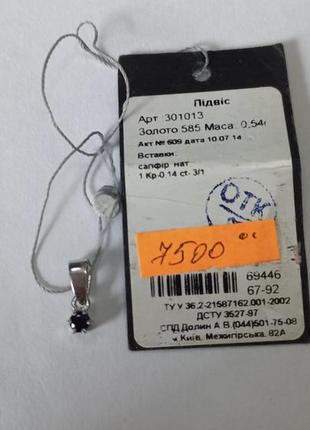 Підвіс
Арт. 301013
Золото 585 Маса. 0,54г
Акт № 609 дата 10.07.14
Вставки:
сапфір нат
1 Кр-0.14 ct- 3/1
ОТК
7500
69446
67-92
ТУ У 36,2-21587162.001-2002
ДСТУ 3527-97
СПД Долин А.В.(044)501-75-08
м.Київ. Межигірська. 82А